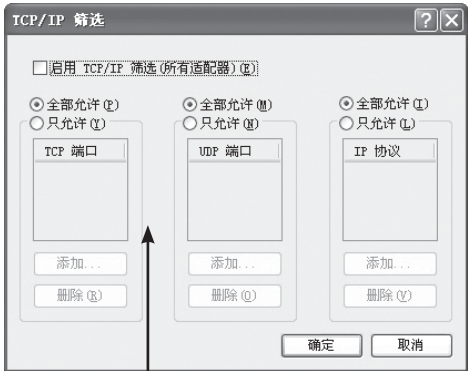 TCP/IP 筛选
启用 TCP/IP 筛选(所有适配器)(E)
全部允许(P) 全部允许(M) 全部允许(I)
只允许(Y) 只允许(N) 只允许(L)
TCP 端口 UDP 端口 IP 协议
添加... 添加... 添加...
删除(R) 删除(O) 删除(V)
确定 取消